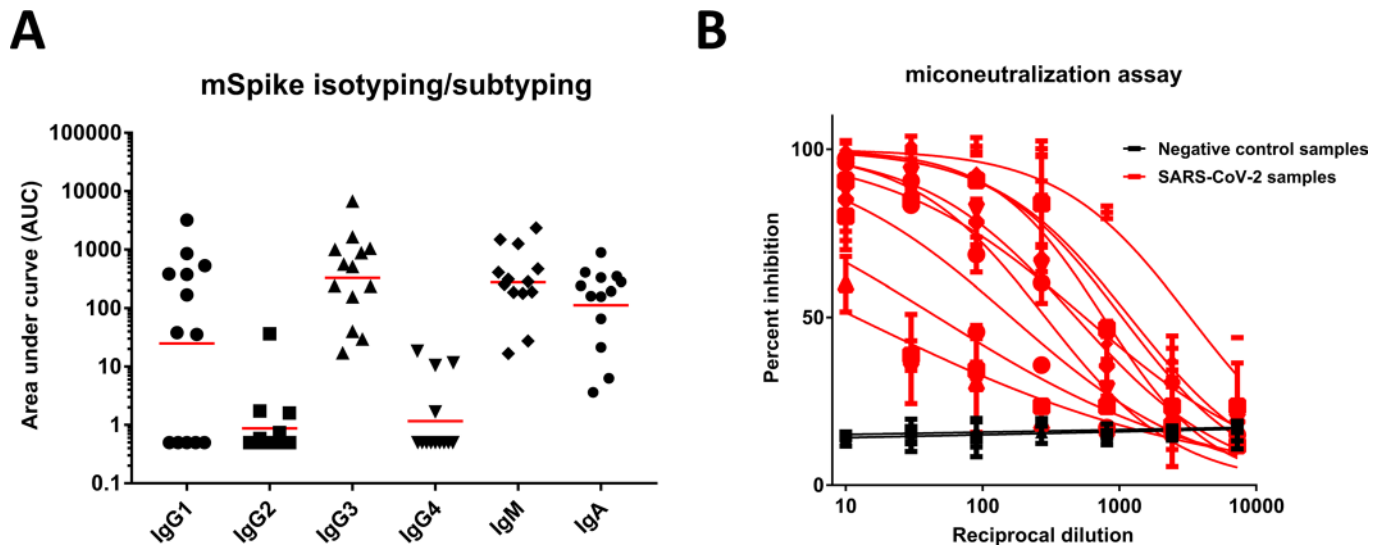 A
mSpike isotyping/subtyping
Area under curve (AUC)
100000
10000
1000
100
10
1
0.1
IgG1
IgG2
IgG3
IgG4
IgM
IgA
B
miconeutralization assay
Percent inhibition
100
50
0
10
100
1000
10000
Reciprocal dilution
Negative control samples
SARS-CoV-2 samples